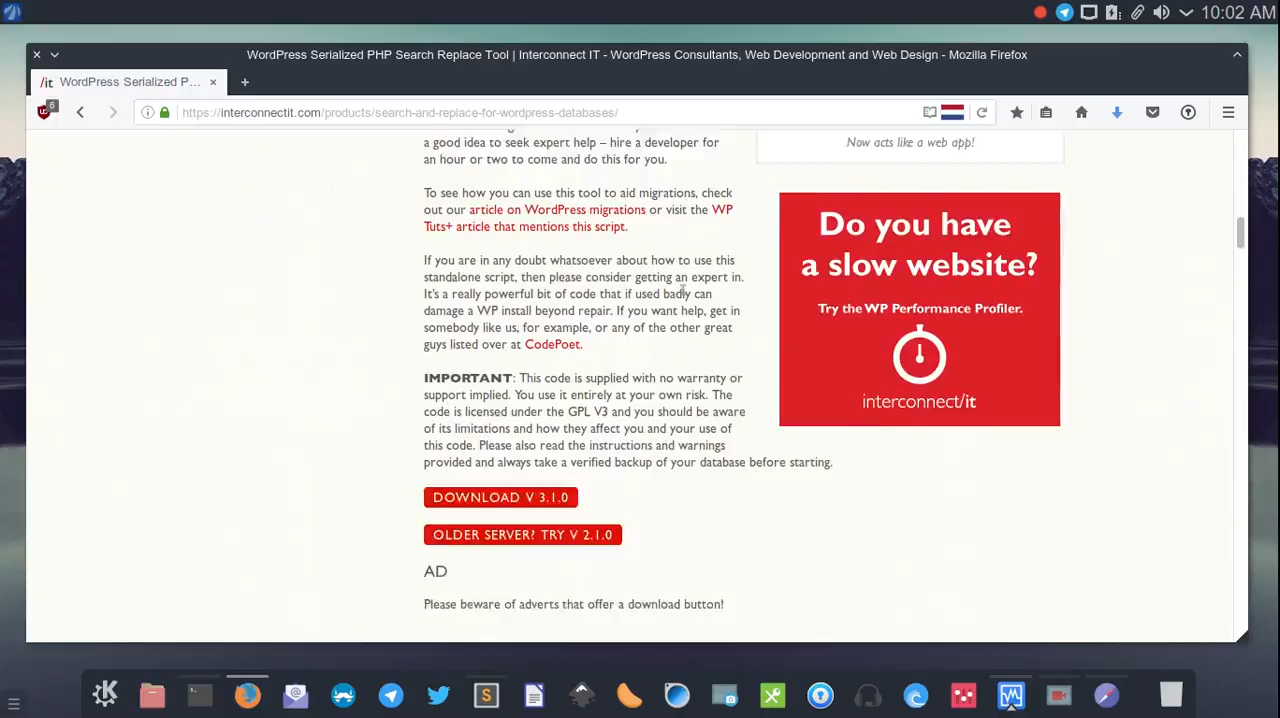 10:02 AM
WordPress Serialized PHP Search Replace Tool | Interconnect IT - WordPress Consultants, Web Development and Web Design - Mozilla Firefox
/it WordPress Serialized P...
6
https://interconnectit.com/products/search-and-replace-for-wordpress-databases/
a good idea to seek expert help – hire a developer for
an hour or two to come and do this for you.
To see how you can use this tool to aid migrations, check
out our article on WordPress migrations or visit the WP
Tuts+ article that mentions this script.
If you are in any doubt whatsoever about how to use this
standalone script, then please consider getting an expert in.
It's a really powerful bit of code that if used badly can
damage a WP install beyond repair. If you want help, get in
somebody like us, for example, or any of the other great
guys listed over at CodePoet.
IMPORTANT: This code is supplied with no warranty or
support implied. You use it entirely at your own risk. The
code is licensed under the GPL V3 and you should be aware
of its limitations and how they affect you and your use of
this code. Please also read the instructions and warnings
provided and always take a verified backup of your database before starting.
DOWNLOAD V 3.1.0
OLDER SERVER? TRY V 2.1.0
AD
Please beware of adverts that offer a download button!
Now acts like a web app!
Do you have
a slow website?
Try the WP Performance Profiler.
interconnect/it